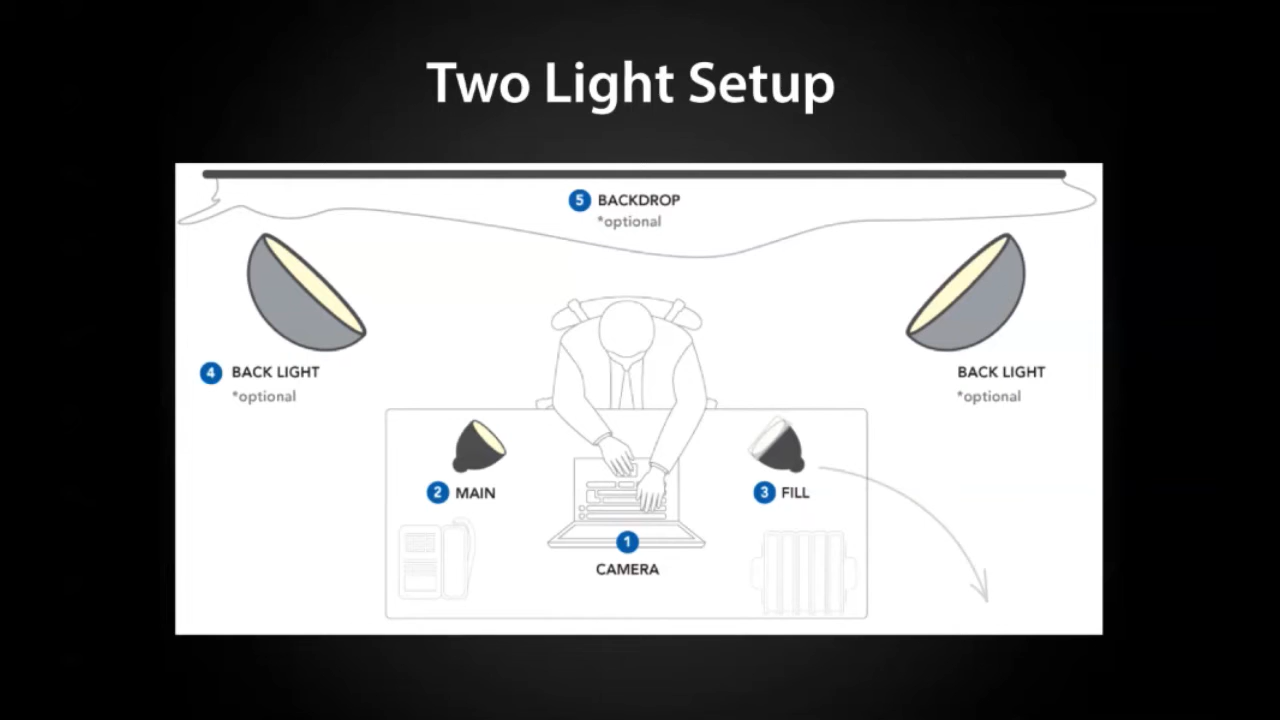 Two Light Setup
5 BACKDROP
*optional
4 BACK LIGHT
*optional
BACK LIGHT
*optional
2 MAIN
3 FILL
1
CAMERA